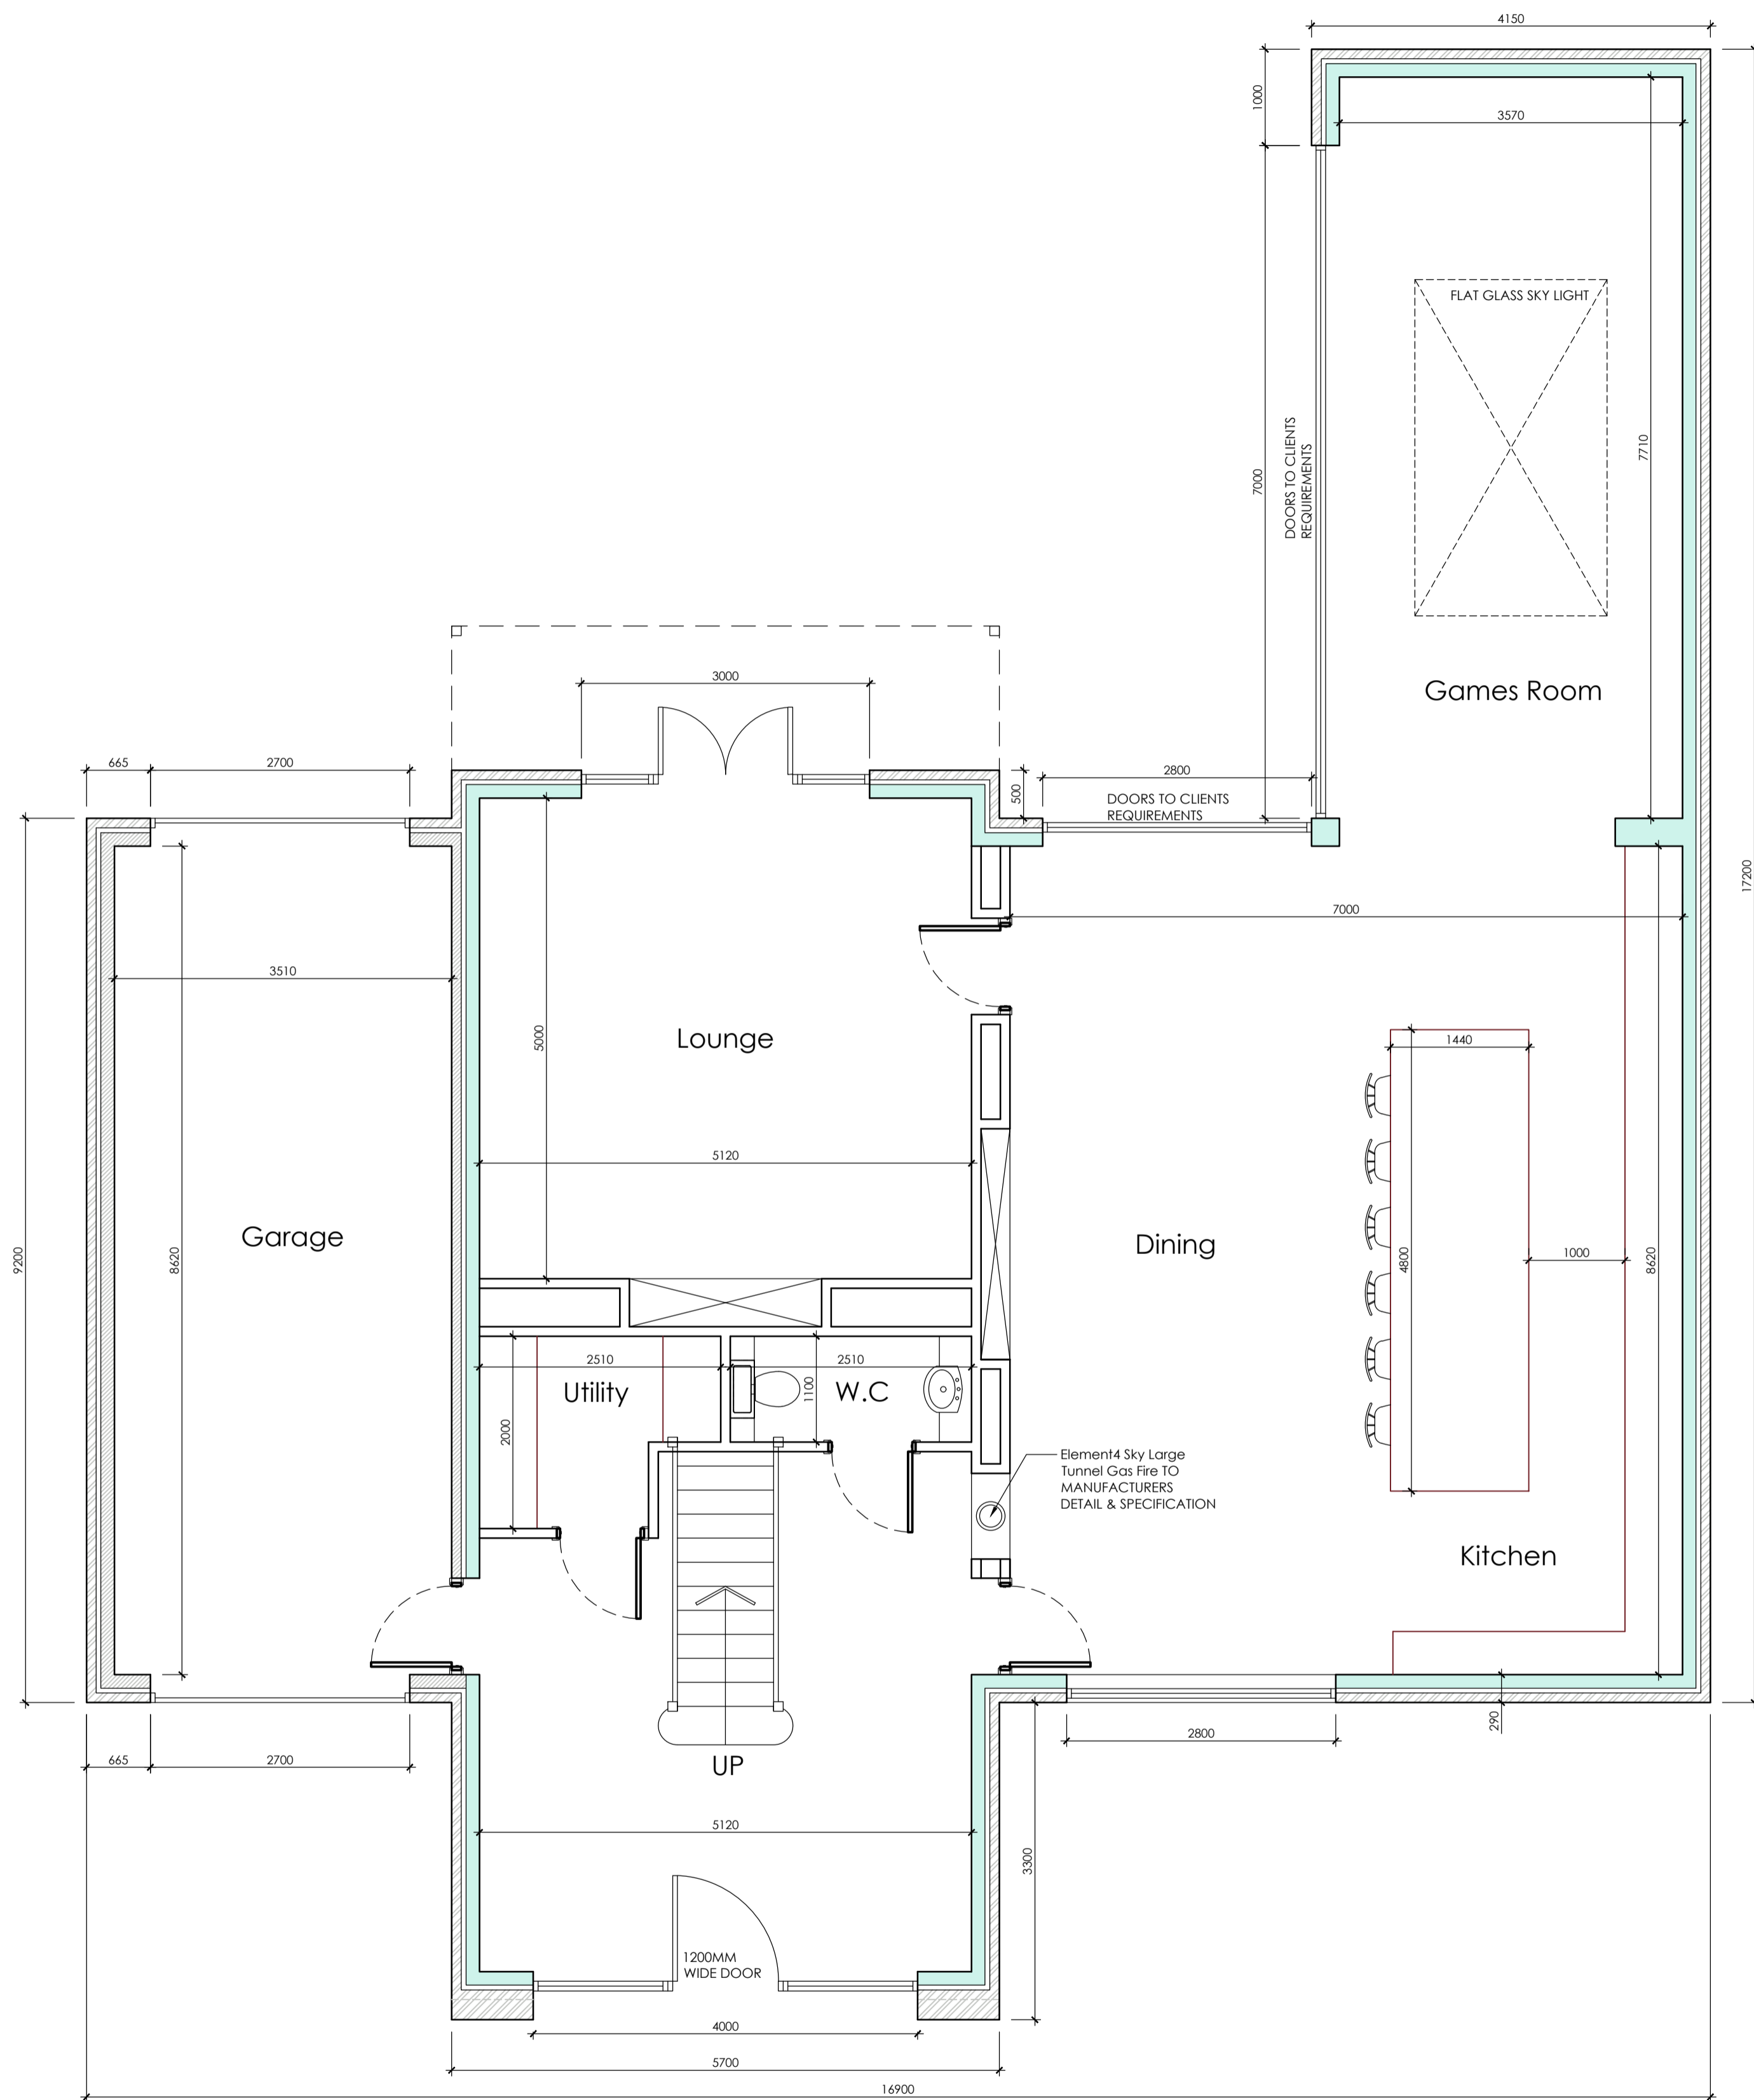 4150
1000
3570
FLAT GLASS SKY LIGHT
DOORS TO CLIENTS
REQUIREMENTS
7000
7710
Games Room
3000
665
2700
2800
500
DOORS TO CLIENTS
REQUIREMENTS
17200
7000
3510
5000
Lounge
1440
5120
Garage
Dining
9200
8620
4800
1000
8620
2510
2510
Utility
1100
W.C
2000
Element4 Sky Large
Tunnel Gas Fire TO
MANUFACTURERS
DETAIL & SPECIFICATION
Kitchen
290
2800
665
2700
UP
5120
3300
1200MM
WIDE DOOR
4000
5700
16900